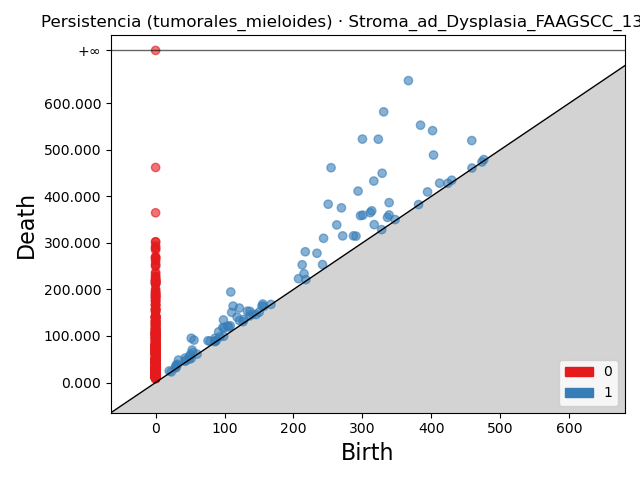 Persistencia (tumorales_mieloides) · Stroma_ad_Dysplasia_FAAGSCC_13
+∞
600.000
500.000
400.000
300.000
200.000
100.000
0.000
Death
0
1
0 100 200 300 400 500 600
Birth